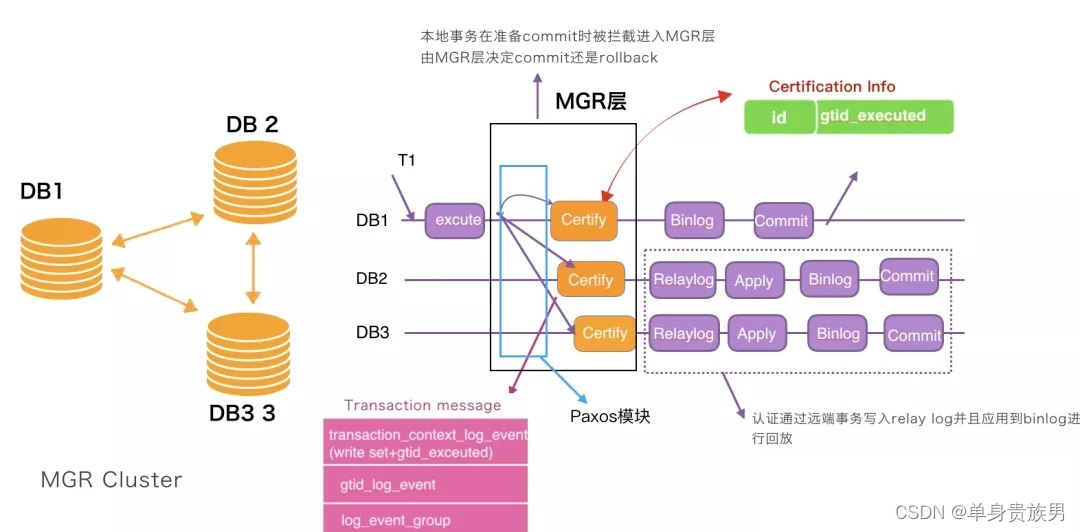 本地事务在准备commit时被拦截进入MGR层
由MGR层决定commit还是rollback
MGR层
Certification Info
id gtid_executed
DB 2
DB1
DB3 3
MGR Cluster
T1
DB1 excute Certify Binlog Commit
DB2 Certify Relaylog Apply Binlog Commit
DB3 Certify Relaylog Apply Binlog Commit
Paxos模块
认证通过远端事务写入relay log并且应用到binlog进
行回放
Transaction message
transaction_context_log_event
(write set+gtid_exceuted)
gtid_log_event
log_event_group
CSDN @单身贵族男